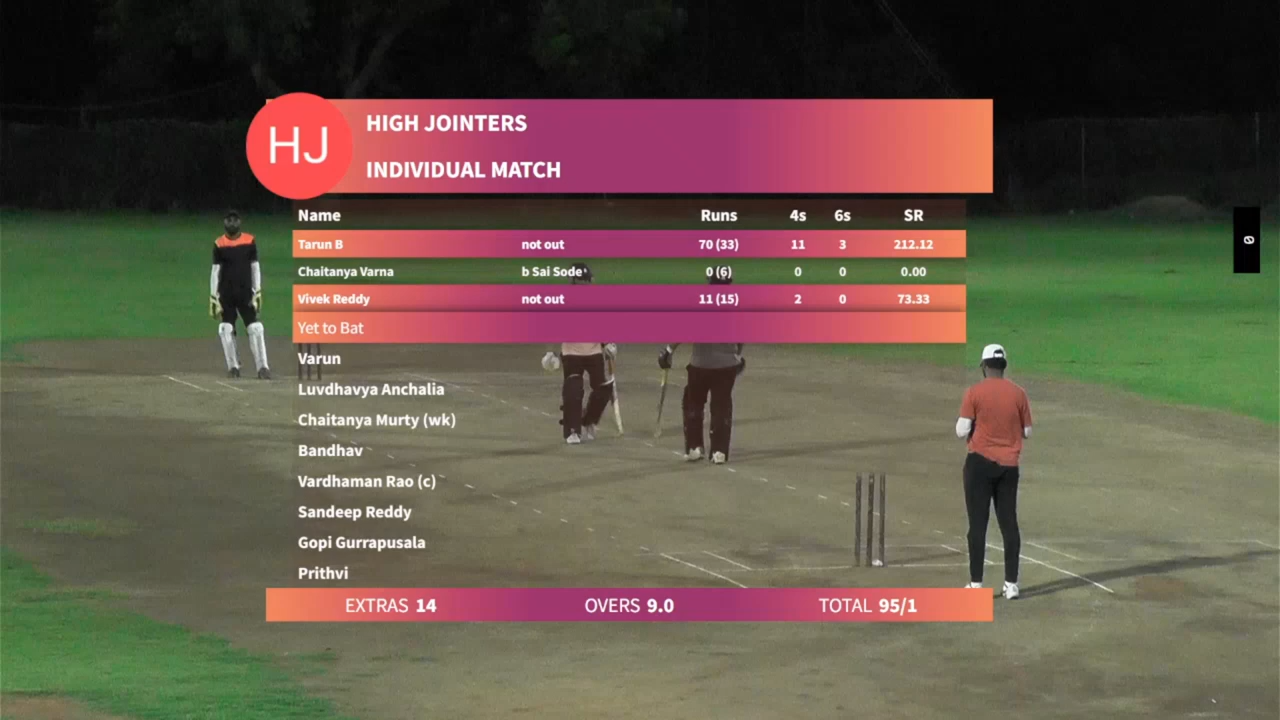 HJ
HIGH JOINTERS
INDIVIDUAL MATCH
Name Runs 4s 6s SR
Tarun B not out 70 (33) 11 3 212.12
Chaitanya Varna b Sai Sode 0 (6) 0 0 0.00
Vivek Reddy not out 11 (15) 2 0 73.33
Yet to Bat
Varun
Luvdhavya Anchalia
Chaitanya Murty (wk)
Bandhav
Vardhaman Rao (c)
Sandeep Reddy
Gopi Gurrapusala
Prithvi
EXTRAS 14 OVERS 9.0 TOTAL 95/1